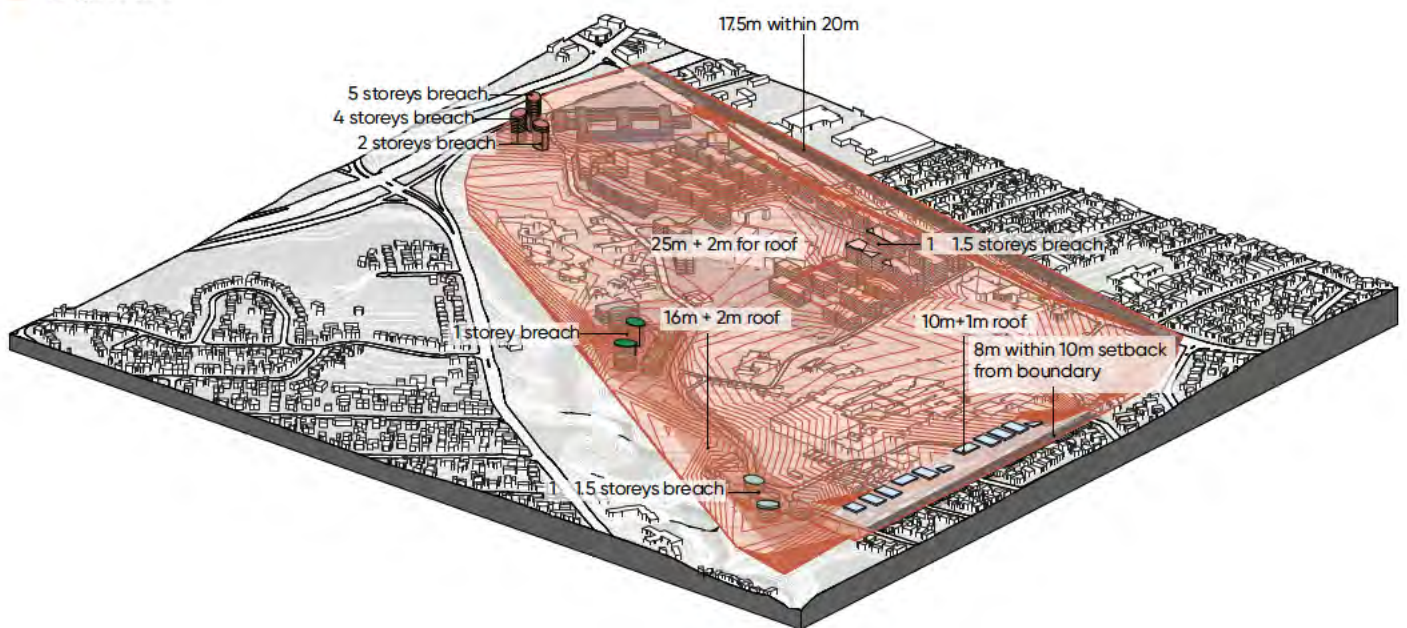 17.5m within 20m
5 storeys breach
4 storeys breach
2 storeys breach
25m + 2m for roof
1 1.5 storeys breach
1 storey breach
16m + 2m roof
10m+1m roof
8m within 10m setback
from boundary
1 1.5 storeys breach